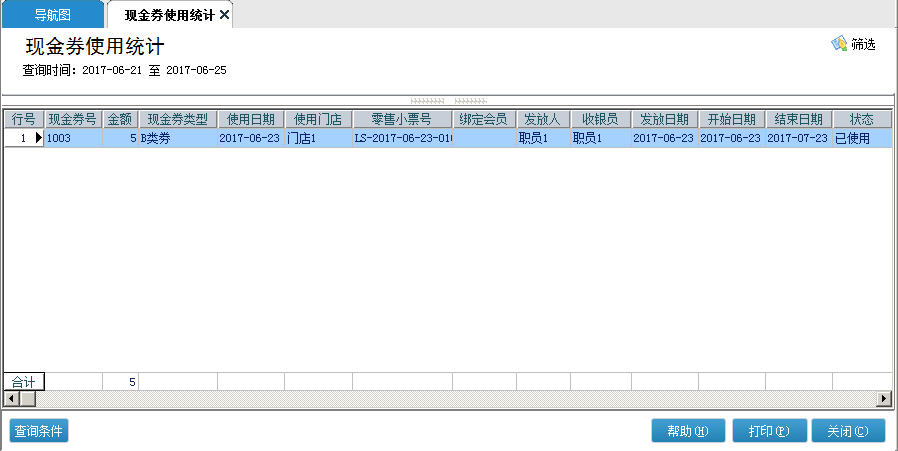 导航图 现金券使用统计
现金券使用统计
筛选
查询时间: 2017-06-21 至 2017-06-25
行号 现金券号 金额 现金券类型 使用日期 使用门店 零售小票号 绑定会员 发放人 收银员 发放日期 开始日期 结束日期 状态
1 1003 5 B类券 2017-06-23 门店1 LS-2017-06-23-01 职员1 职员1 2017-06-23 2017-06-23 2017-07-23 已使用
合计 5
查询条件 帮助(H) 打印(P) 关闭(C)